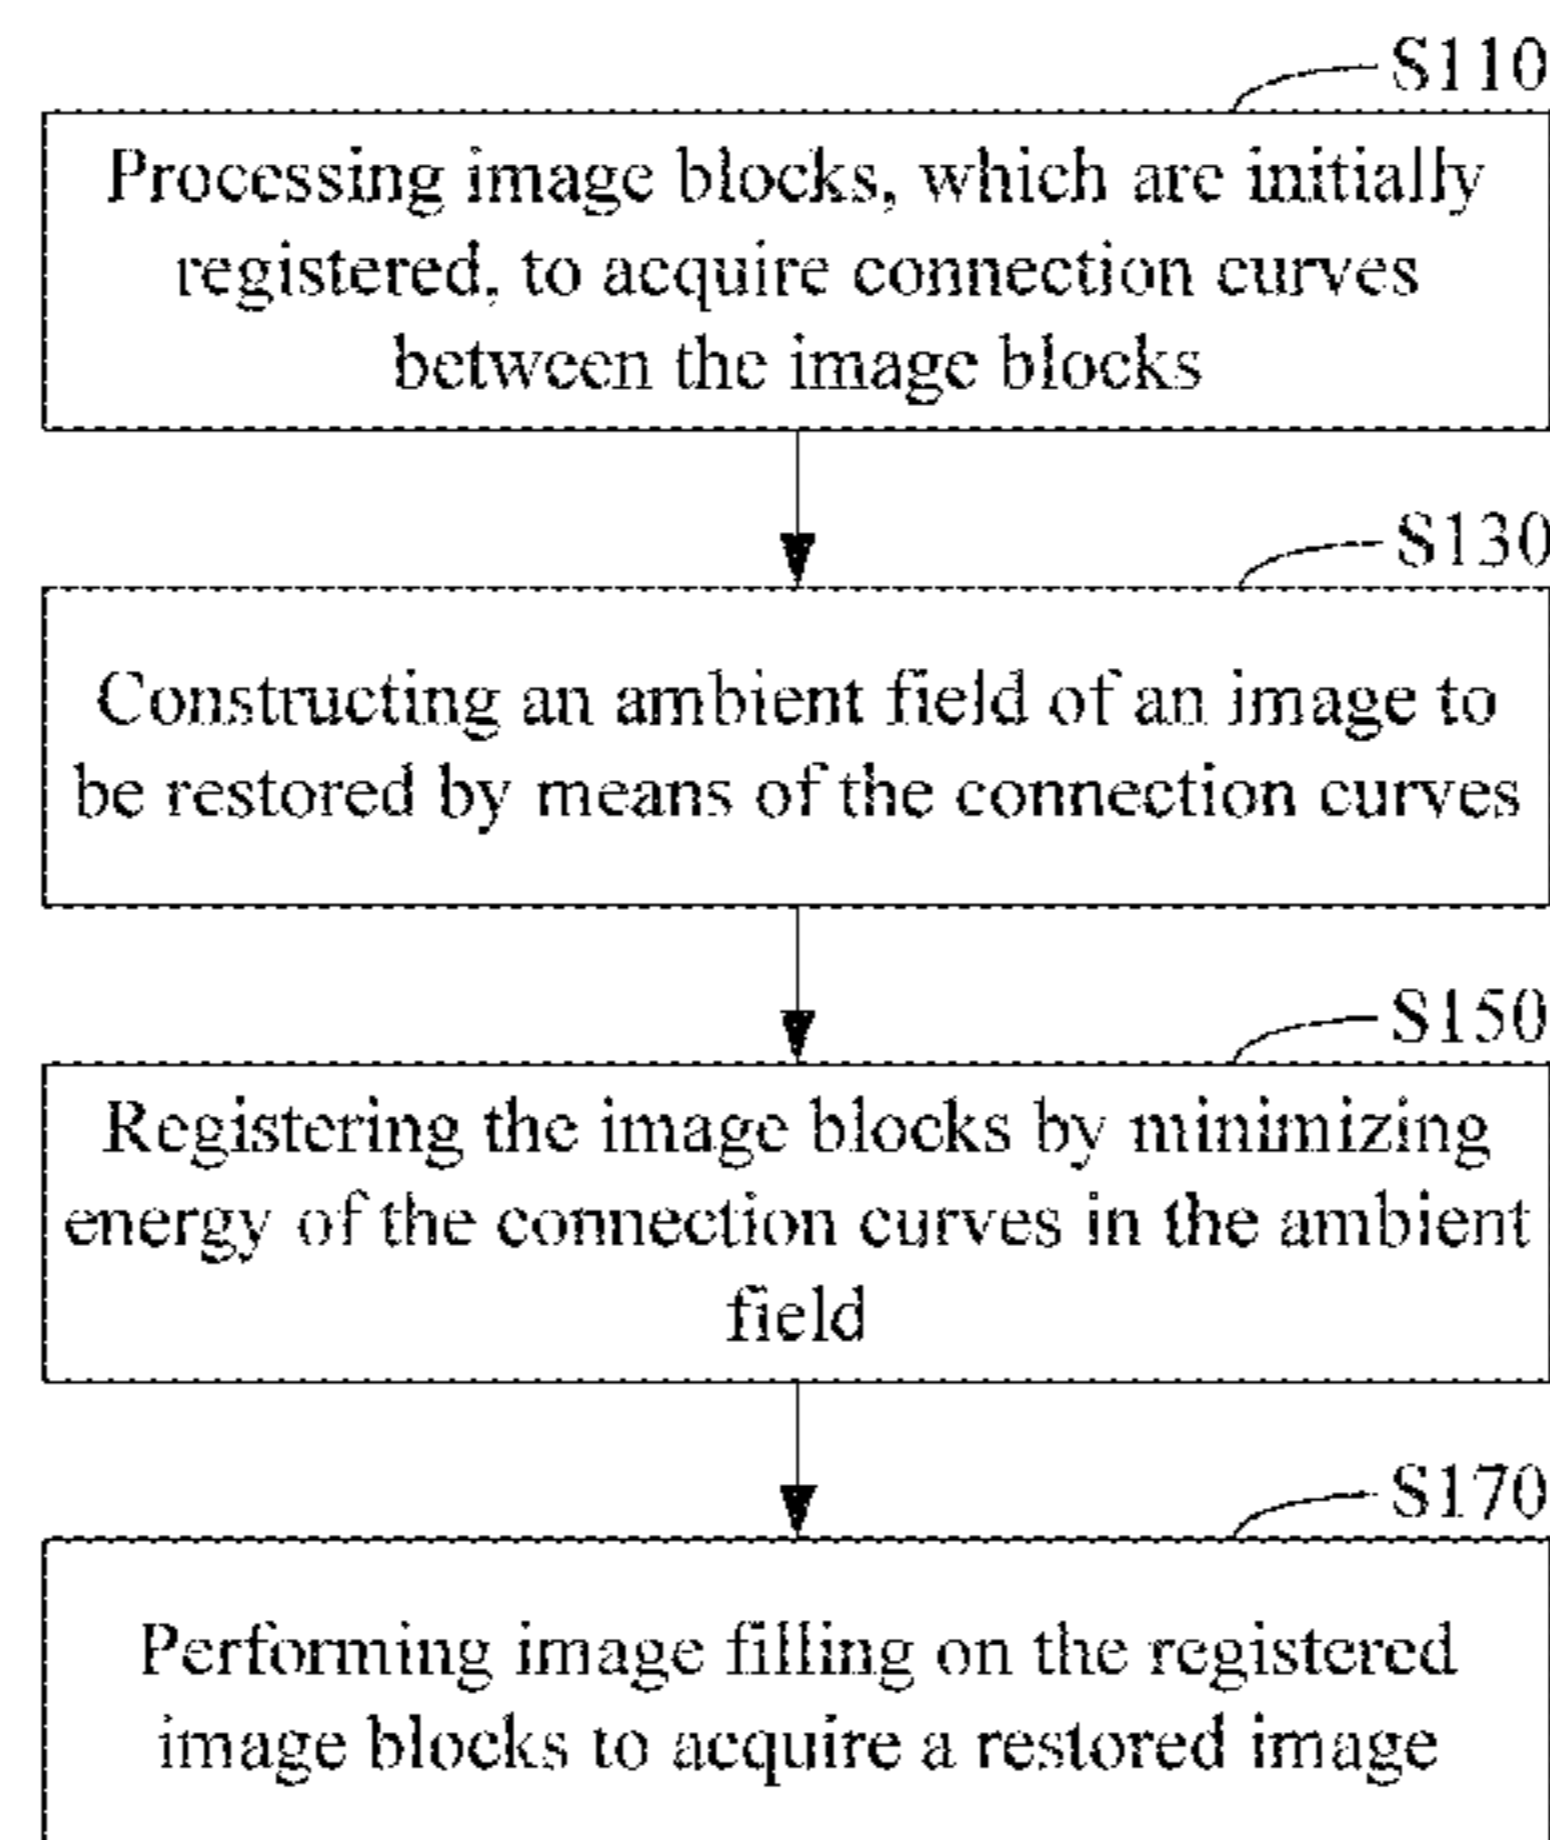 S110
Processing image blocks, which are initially
registered, to acquire connection curves
between the image blocks
S130
Constructing an ambient field of an image to
be restored by means of the connection curves
S150
Registering the image blocks by minimizing
energy of the connection curves in the ambient
field
S170
Performing image filling on the registered
image blocks to acquire a restored image